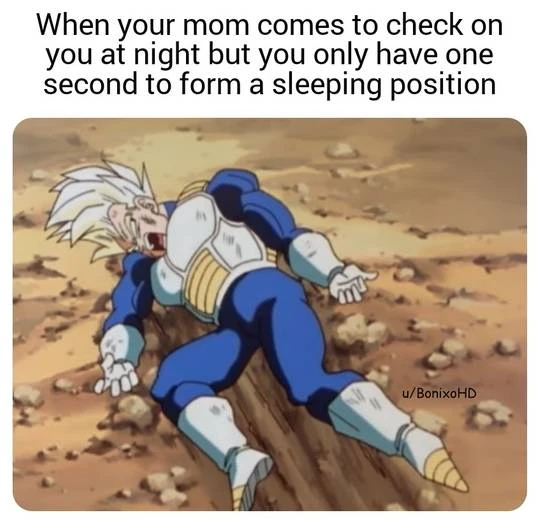 When your mom comes to check on
you at night but you only have one
second to form a sleeping position
u/BonixoHD